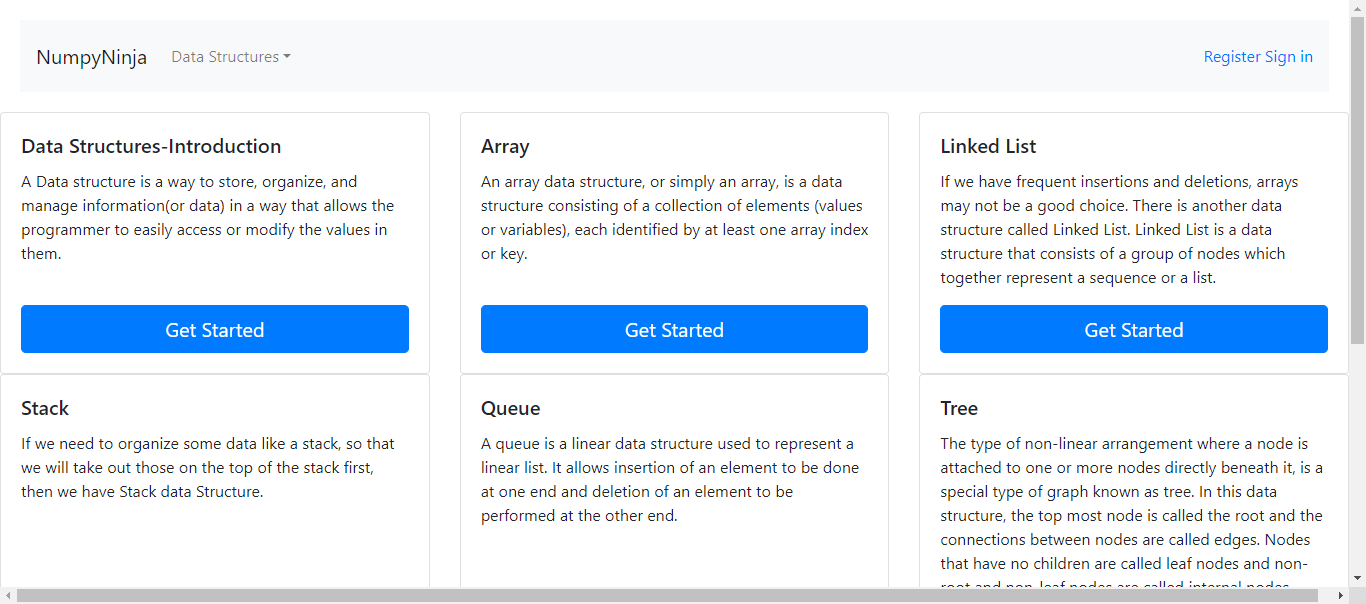 NumpyNinja
Data Structures
Register Sign in
Data Structures-Introduction
A Data structure is a way to store, organize, and
manage information(or data) in a way that allows the
programmer to easily access or modify the values in
them.
Get Started
Array
An array data structure, or simply an array, is a data
structure consisting of a collection of elements (values
or variables), each identified by at least one array index
or key.
Get Started
Linked List
If we have frequent insertions and deletions, arrays
may not be a good choice. There is another data
structure called Linked List. Linked List is a data
structure that consists of a group of nodes which
together represent a sequence or a list.
Get Started
Stack
If we need to organize some data like a stack, so that
we will take out those on the top of the stack first,
then we have Stack data Structure.
Queue
A queue is a linear data structure used to represent a
linear list. It allows insertion of an element to be done
at one end and deletion of an element to be
performed at the other end.
Tree
The type of non-linear arrangement where a node is
attached to one or more nodes directly beneath it, is a
special type of graph known as tree. In this data
structure, the top most node is called the root and the
connections between nodes are called edges. Nodes
that have no children are called leaf nodes and non-
root and non-leaf nodes are called internal nodes.